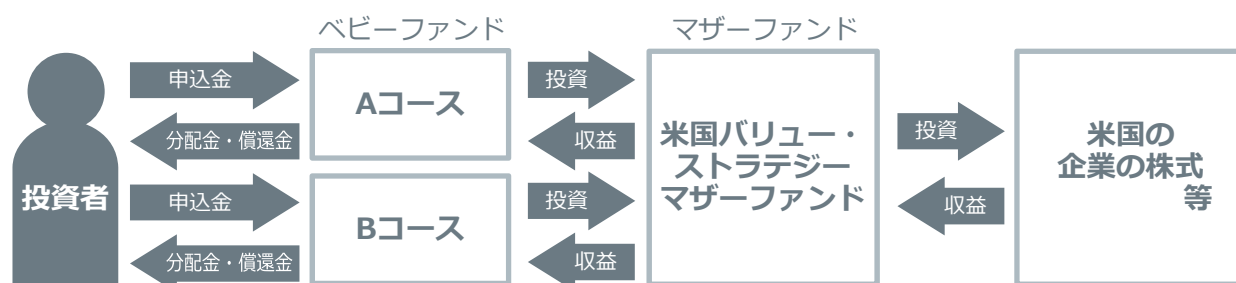 ベビーファンド
マザーファンド
投資者
申込金
分配金・償還金
申込金
分配金・償還金
Aコース
Bコース
投資
収益
投資
収益
米国バリュー・
ストラテジー
マザーファンド
投資
収益
米国の
企業の株式
等